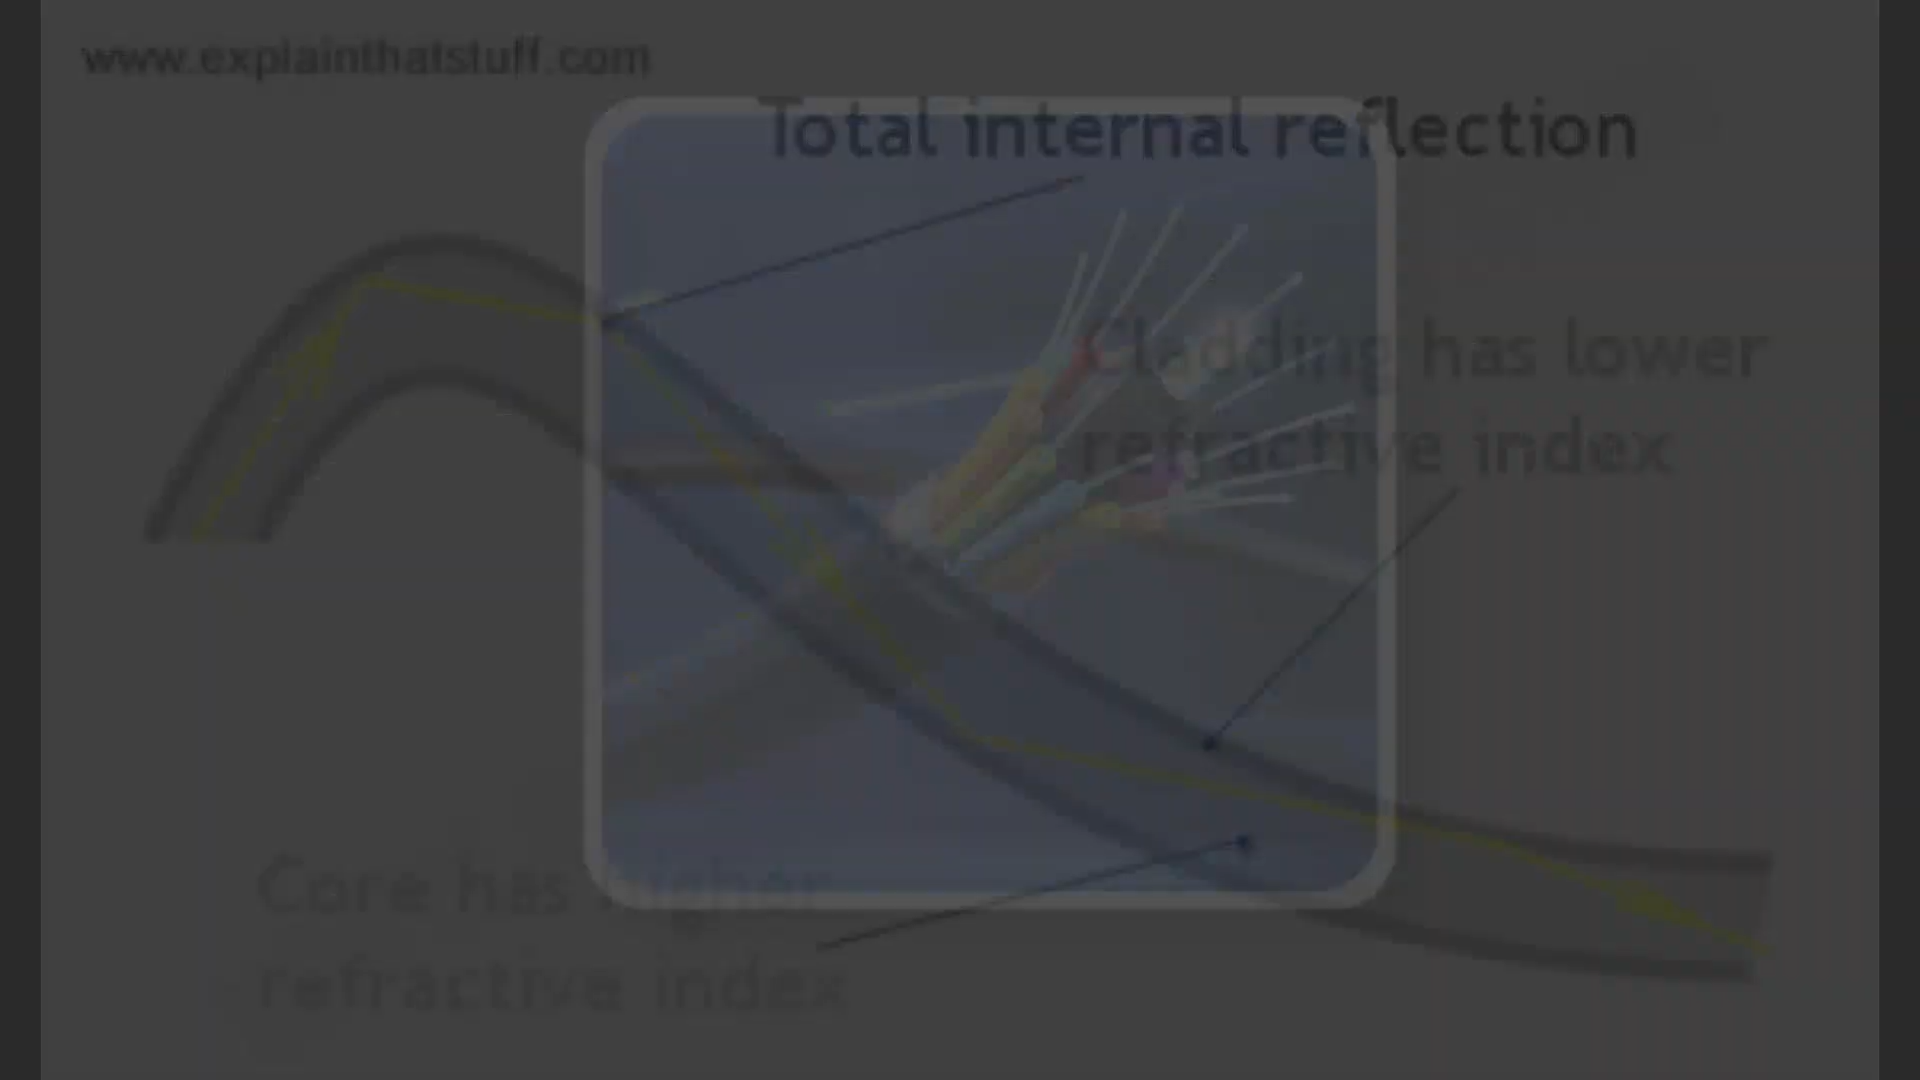 www.explainthatstuff.com
Total internal reflection
Cladding has lower
refractive index
Core has higher
refractive index